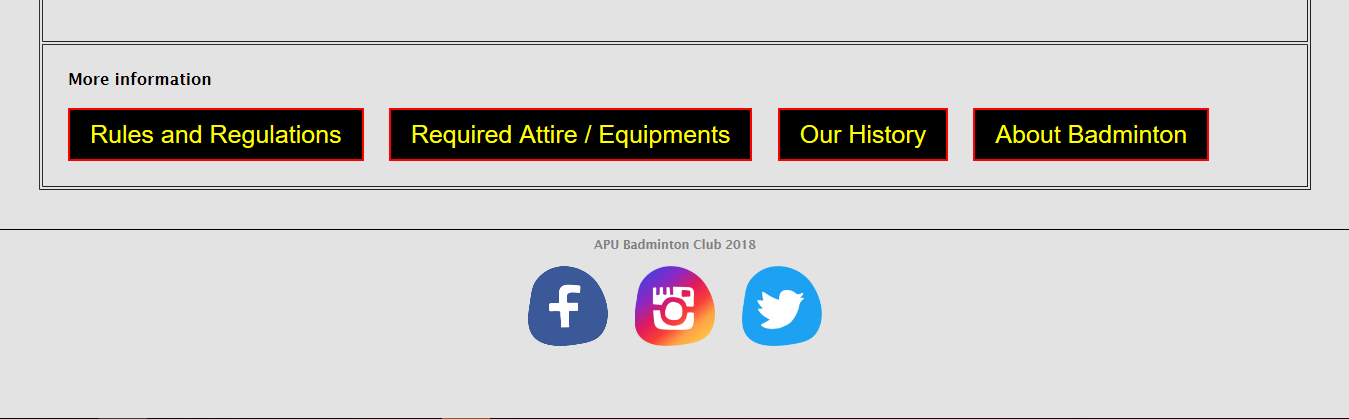 More information
Rules and Regulations Required Attire / Equipments Our History About Badminton
APU Badminton Club 2018